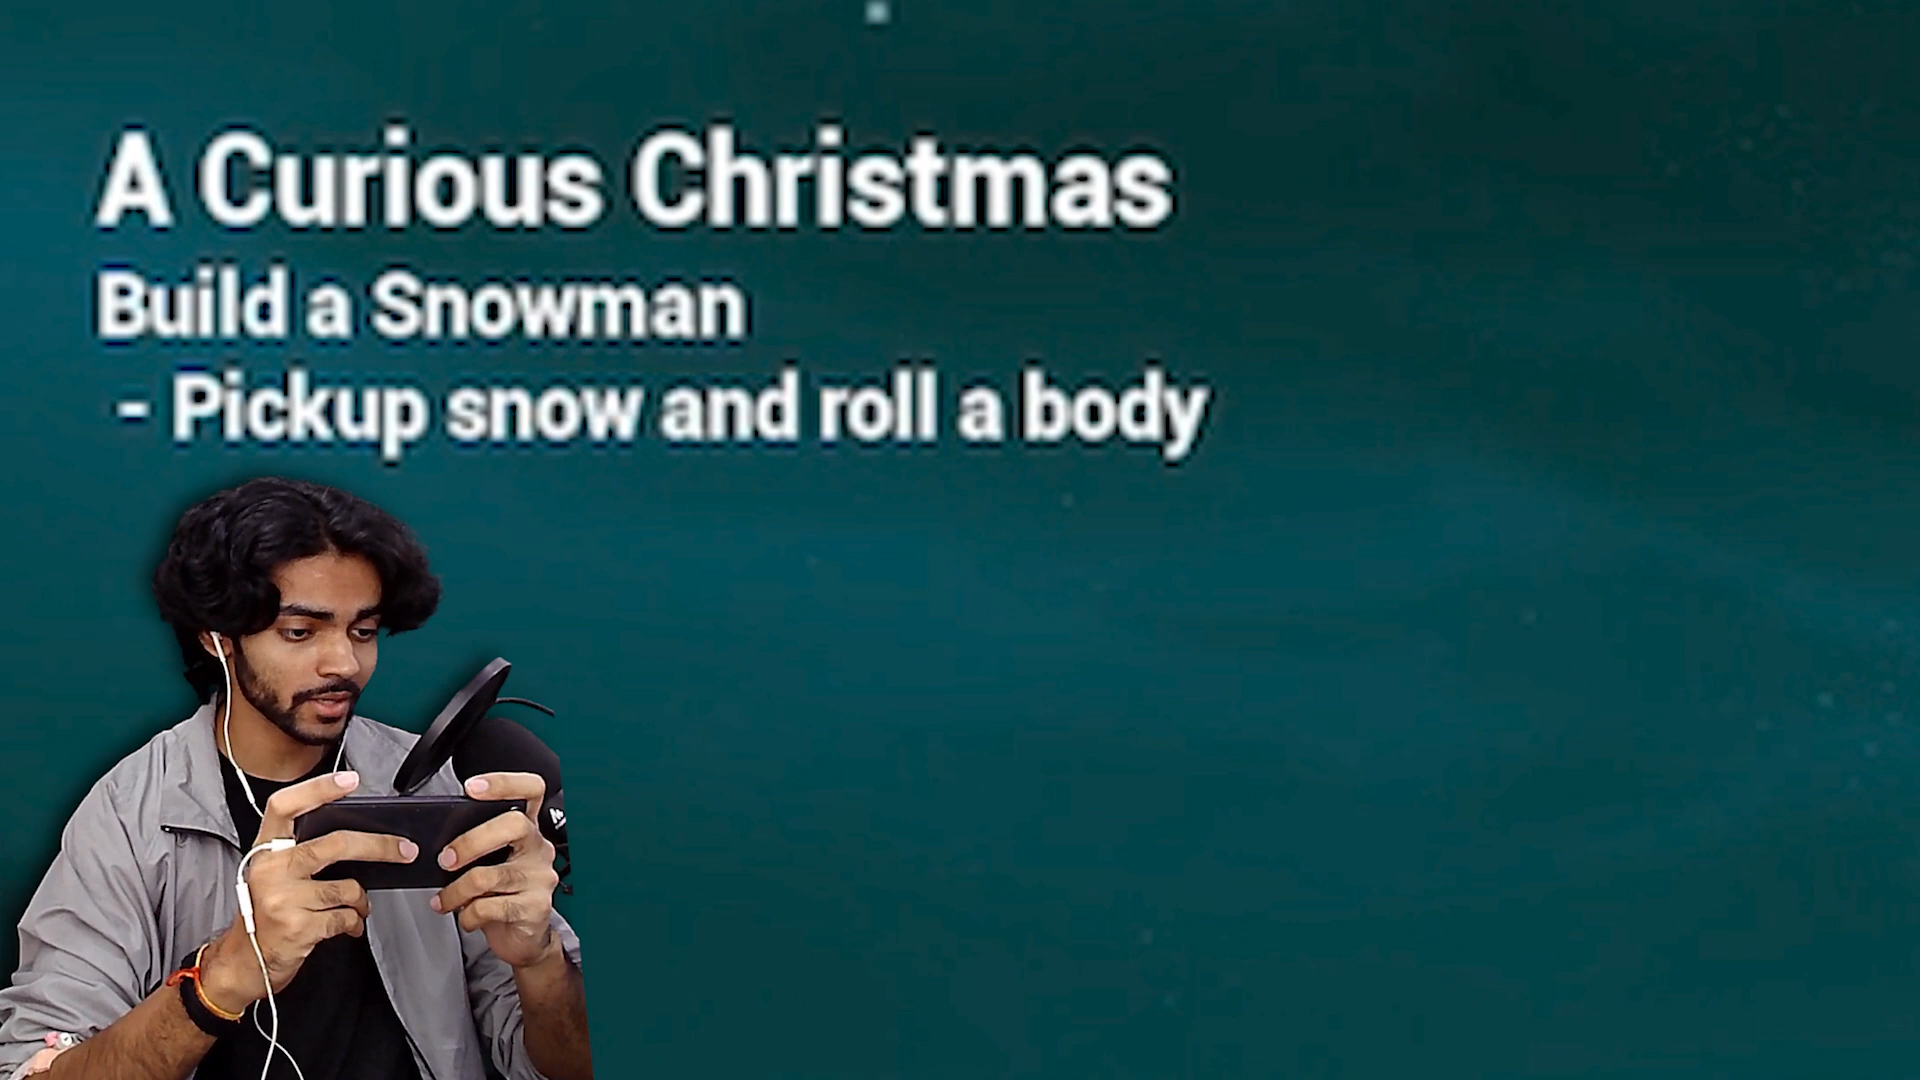 A Curious Christmas
Build a Snowman
- Pickup snow and roll a body